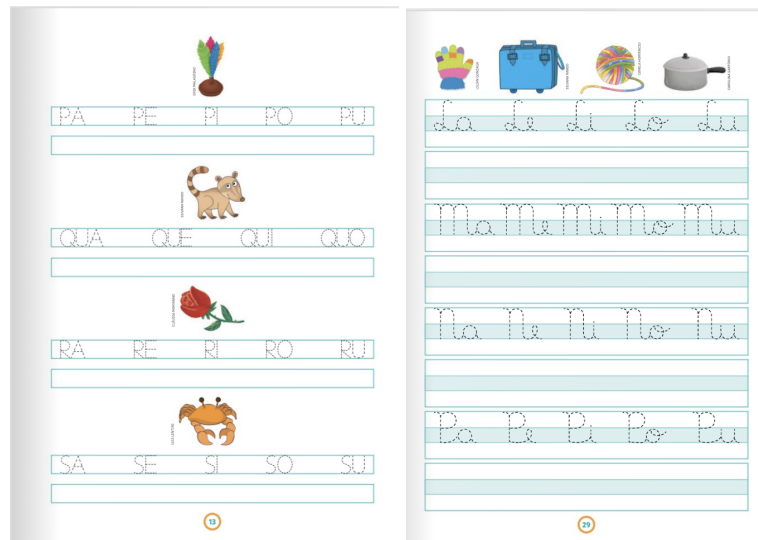 PA PE PI PO PU
QUA QUE QUI QUO
RA RE RI RO RU
SA SE SI SO SU
13
La Le Li Lo Lu
Ma Me Mi Mo Mu
Na Ne Ni No Nu
Pa Pe Pi Po Pu
29